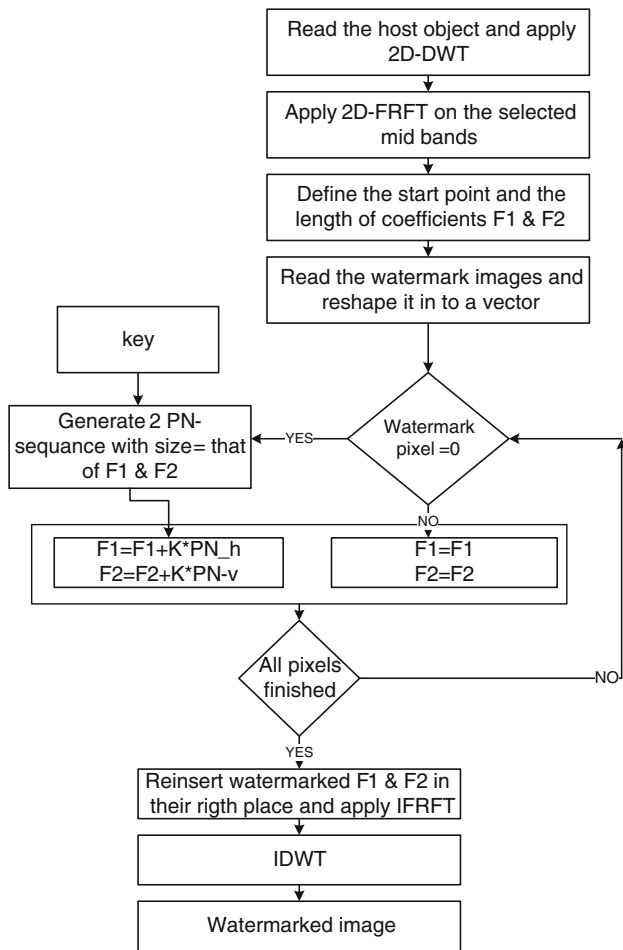 Read the host object and apply
2D-DWT
Apply 2D-FRFT on the selected
mid bands
Define the start point and the
length of coefficients F1 & F2
Read the watermark images and
reshape it in to a vector
key
Generate 2 PN-
sequance with size= that
of F1 & F2
YES
Watermark
pixel =0
NO
F1=F1+K*PN_h
F2=F2+K*PN-v
F1=F1
F2=F2
All pixels
finished
NO
YES
Reinsert watermarked F1 & F2 in
their rigth place and apply IFRFT
IDWT
Watermarked image